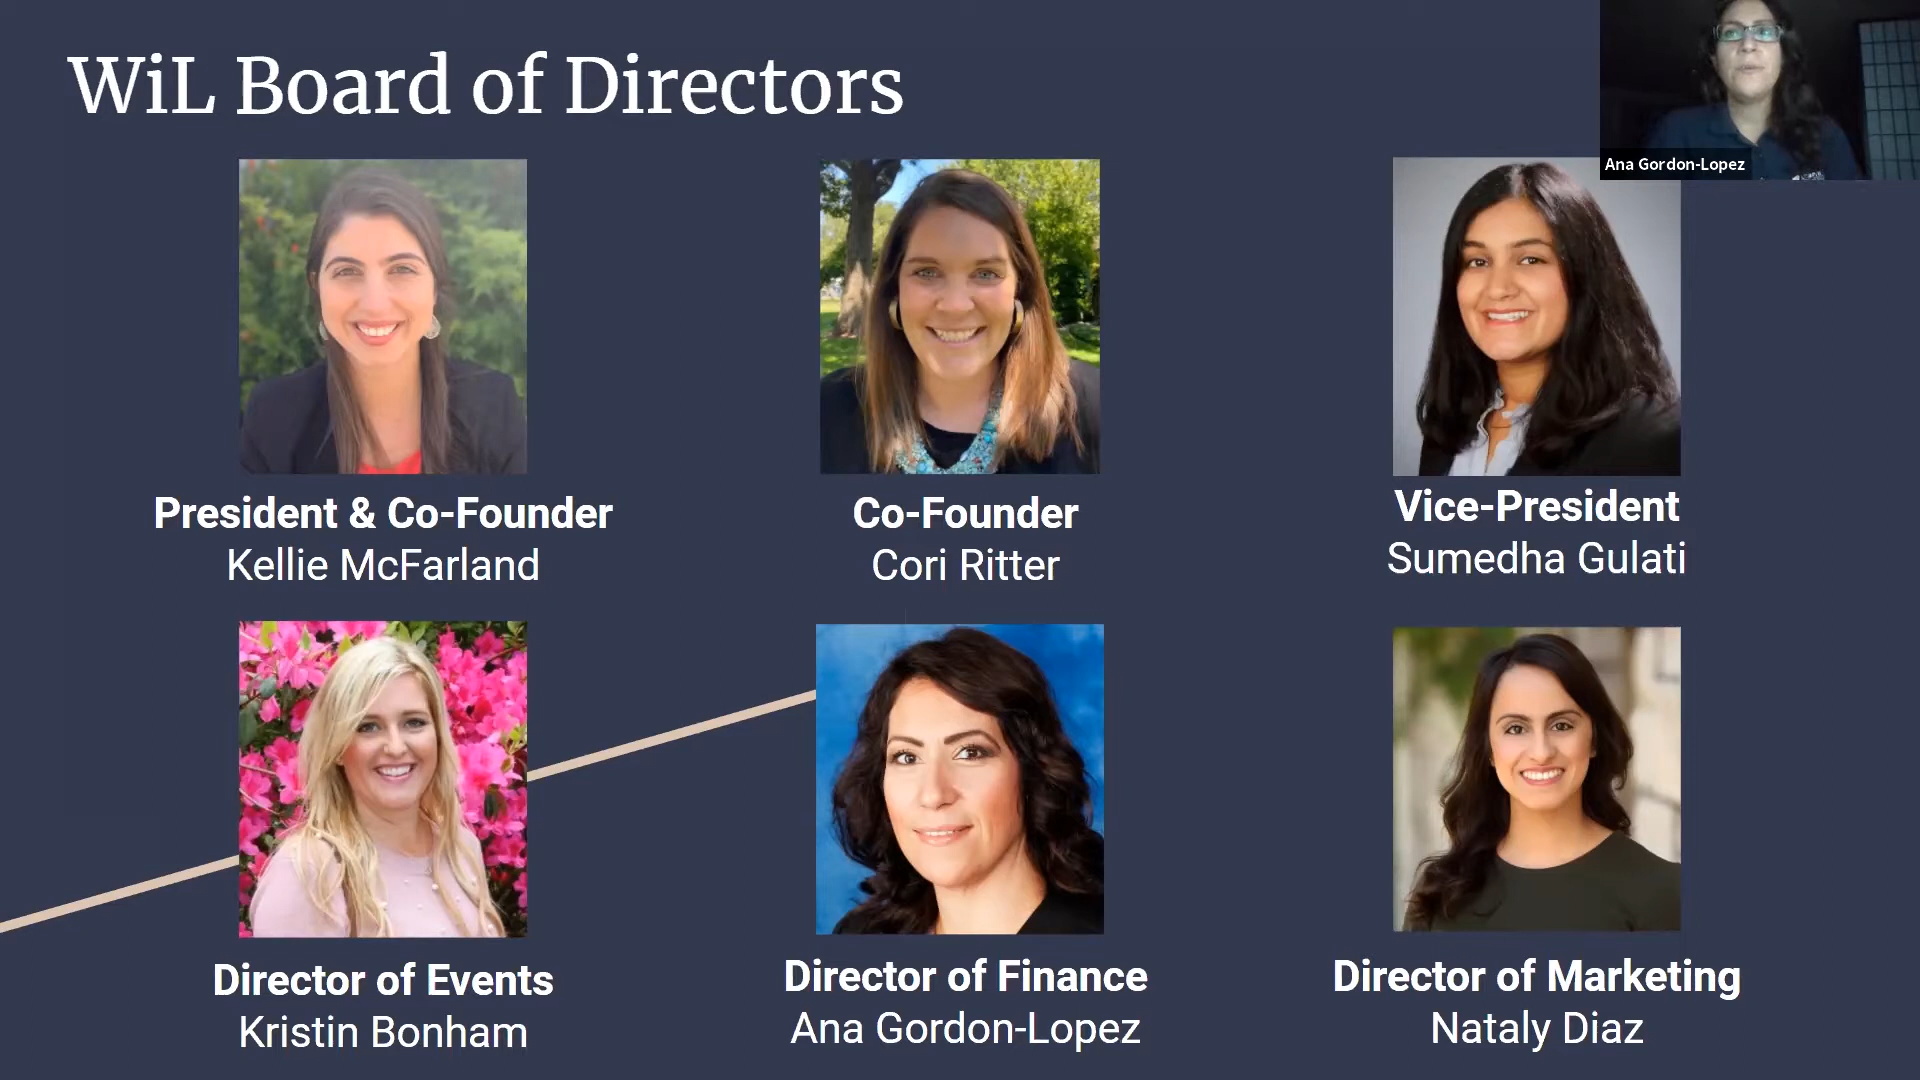 WiL Board of Directors
Ana Gordon-Lopez
President & Co-Founder
Kellie McFarland
Co-Founder
Cori Ritter
Vice-President
Sumedha Gulati
Director of Events
Kristin Bonham
Director of Finance
Ana Gordon-Lopez
Director of Marketing
Nataly Diaz